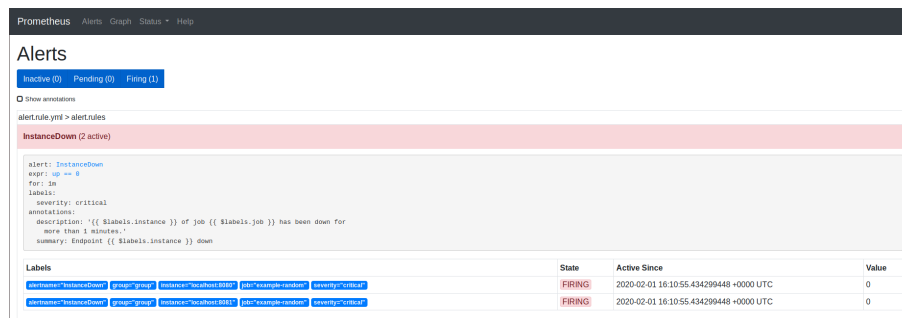 Prometheus Alerts Graph Status Help
Alerts
Inactive (0) Pending (0) Firing (1)
Show annotations
alert.rule.yml > alert.rules
InstanceDown (2 active)
alert: InstanceDown
expr: up == 0
for: 1m
labels:
severity: critical
annotations:
description: '{{ $labels.instance }} of job {{ $labels.job }} has been down for
more than 1 minutes.'
summary: Endpoint {{ $labels.instance }} down
Labels State Active Since Value
alertname="InstanceDown" group="group" instance="localhost:8080" job="example-random" severity="critical" FIRING 2020-02-01 16:10:55.434299448 +0000 UTC 0
alertname="InstanceDown" group="group" instance="localhost:8081" job="example-random" severity="critical" FIRING 2020-02-01 16:10:55.434299448 +0000 UTC 0